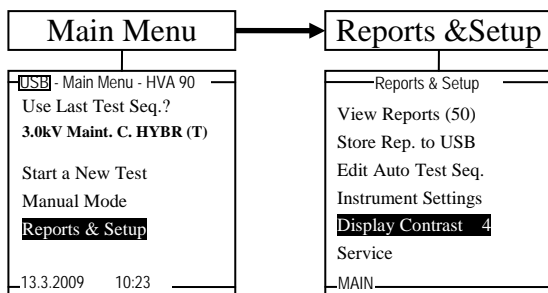 Main Menu
USB - Main Menu - HVA 90
Use Last Test Seq.?
3.0kV Maint. C. HYBR (T)
Start a New Test
Manual Mode
Reports & Setup
13.3.2009 10:23
Reports &Setup
Reports & Setup
View Reports (50)
Store Rep. to USB
Edit Auto Test Seq.
Instrument Settings
Display Contrast 4
Service
MAIN